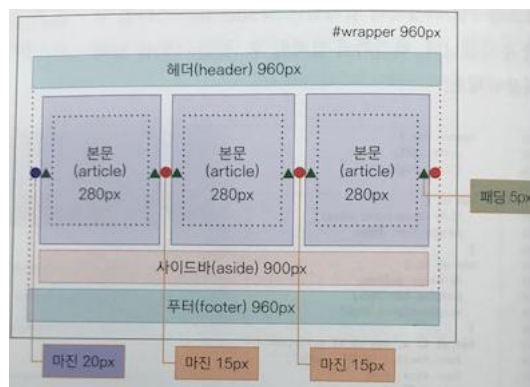 #wrapper 960px
헤더(header) 960px
본문
(article)
280px
본문
(article)
280px
본문
(article)
280px
패딩 5px
사이드바(aside) 900px
푸터(footer) 960px
마진 20px
마진 15px
마진 15px